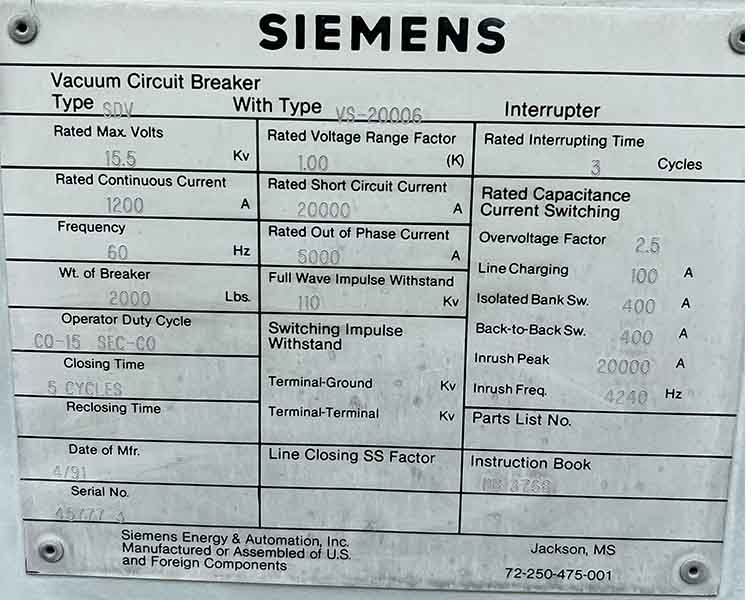 SIEMENS
Vacuum Circuit Breaker
Type SDV With Type VS-20006 Interrupter
Rated Max. Volts
15.5 Kv
Rated Continuous Current
1200 A
Frequency
60 Hz
Wt. of Breaker
2000 Lbs.
Operator Duty Cycle
CO-15 SEC-CO
Closing Time
5 CYCLES
Reclosing Time
Date of Mfr.
4/91
Serial No.
Rated Voltage Range Factor
1.00 (K)
Rated Short Circuit Current
20000 A
Rated Out of Phase Current
5000 A
Full Wave Impulse Withstand
110 Kv
Switching Impulse
Withstand
Terminal-Ground Kv
Terminal-Terminal Kv
Line Closing SS Factor
Rated Interrupting Time
3 Cycles
Rated Capacitance
Current Switching
Overvoltage Factor 2.5
Line Charging 100 A
Isolated Bank Sw. 400 A
Back-to-Back Sw. 400 A
Inrush Peak 20000 A
Inrush Freq. 4240 Hz
Parts List No.
Instruction Book
Siemens Energy & Automation, Inc.
Manufactured or Assembled of U.S.
and Foreign Components
Jackson, MS
72-250-475-001